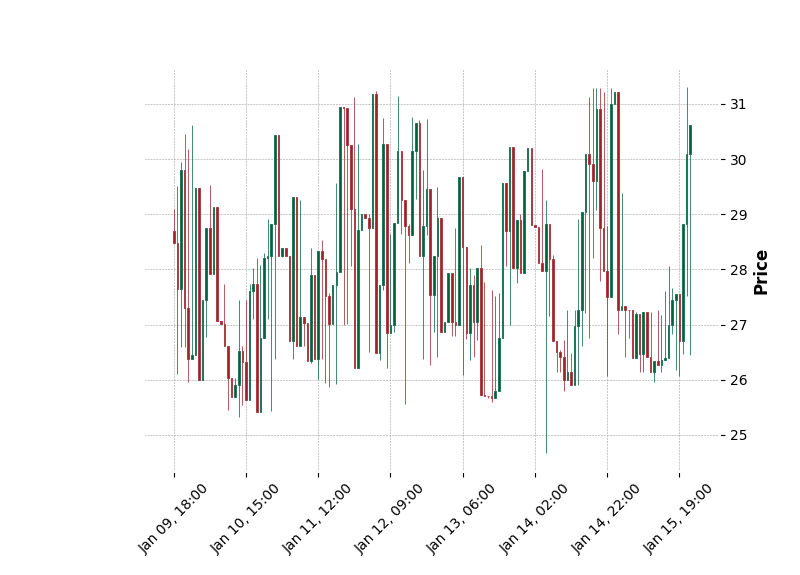 31
30
29
28
27
26
25
Price
Jan 09, 18:00
Jan 10, 15:00
Jan 11, 12:00
Jan 12, 09:00
Jan 13, 06:00
Jan 14, 02:00
Jan 14, 22:00
Jan 15, 19:00